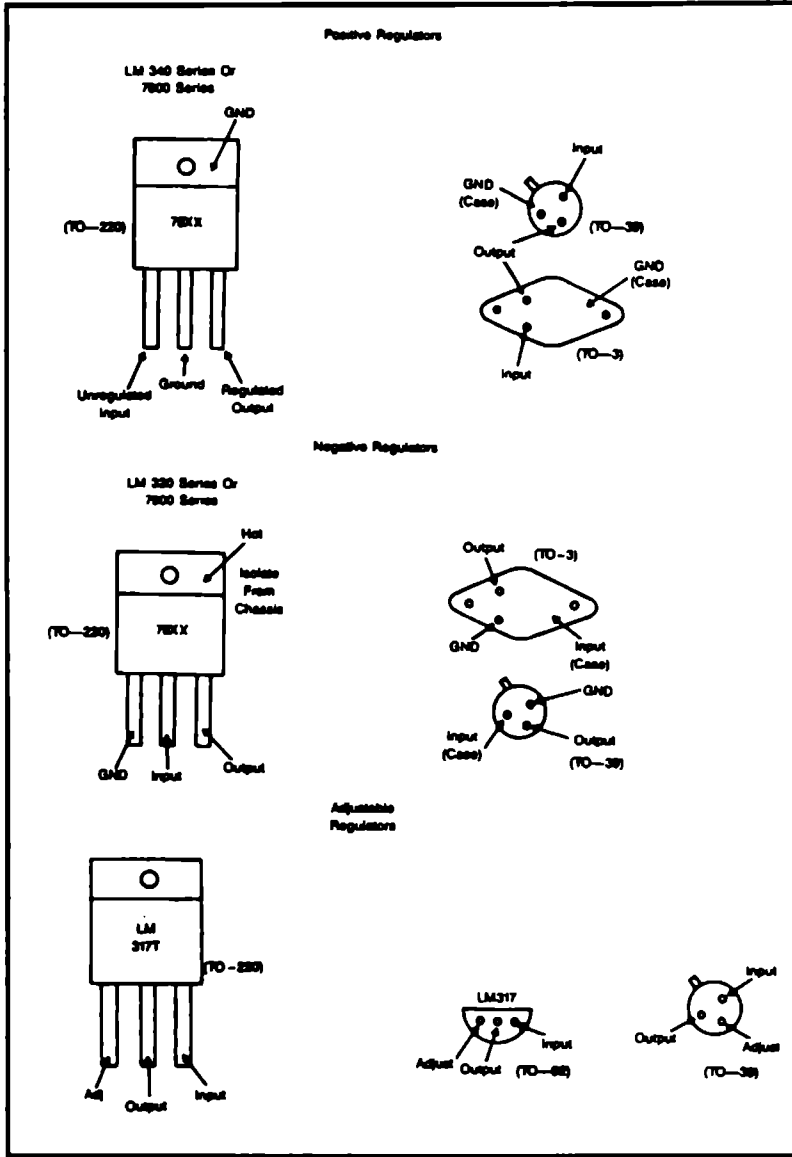 Positive Regulators
LM 340 Series Or
7800 Series
GND
(TO—220)
78XX
Unregulated
Input
Ground
Regulated
Output
Input
GND
(Case)
(TO—39)
Output
GND
(Case)
Input
(TO—3)
Negative Regulators
LM 320 Series Or
7900 Series
Hot
Isolate
From
Chassis
(TO—220)
79XX
GND
Input
Output
Output
(TO-3)
GND
Input
(Case)
GND
Input
(Case)
Output
(TO—39)
Adjustable
Regulators
LM
317T
(TO-220)
Adj
Output
Input
LM317
Adjust
Output
(TO—92)
Input
Input
Output
Adjust
(TO—39)